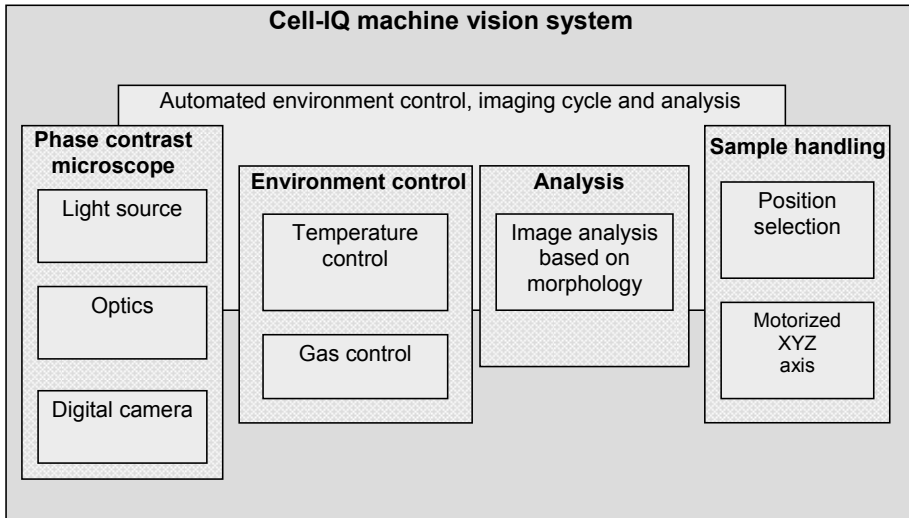 Cell-IQ machine vision system
Automated environment control, imaging cycle and analysis
Phase contrast
microscope
Light source
Optics
Digital camera
Environment control
Temperature
control
Gas control
Analysis
Image analysis
based on
morphology
Sample handling
Position
selection
Motorized
XYZ
axis